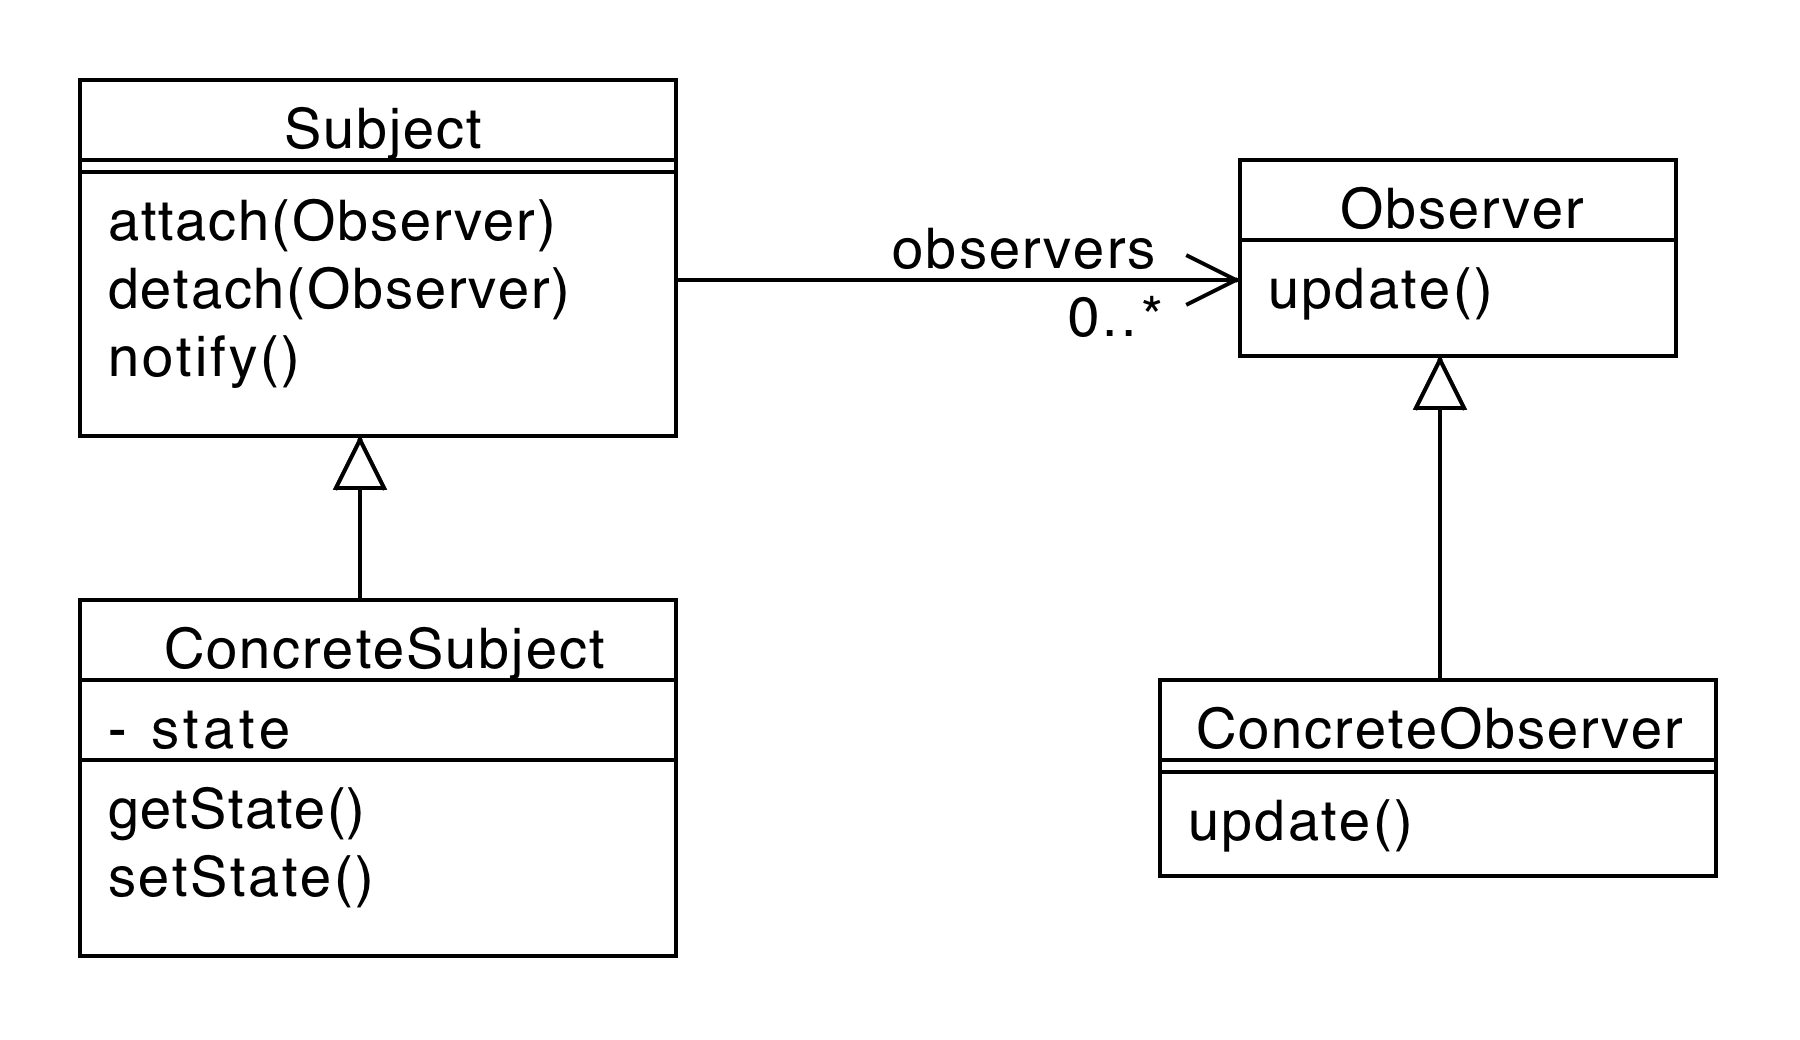 Subject
attach(Observer)
detach(Observer)
notify()
observers
0..*
Observer
update()
ConcreteSubject
- state
getState()
setState()
ConcreteObserver
update()